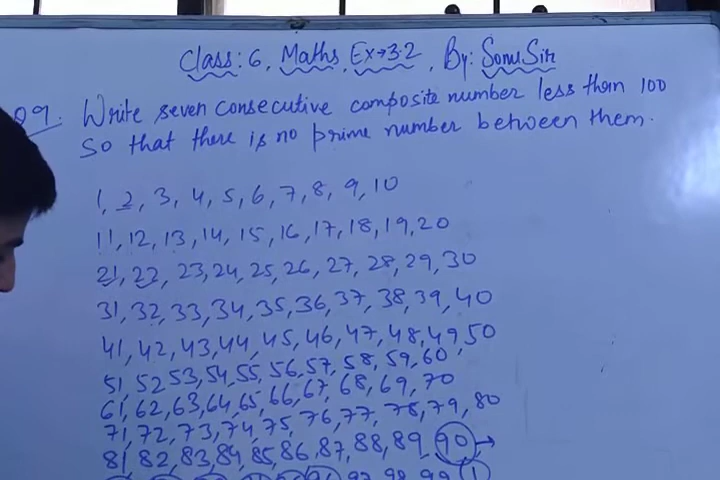 Class: 6, Maths, Ex→3.2, By: Sonu Sir
Q9. Write seven consecutive composite number less than 100
so that there is no prime number between them.
1, 2, 3, 4, 5, 6, 7, 8, 9, 10
11, 12, 13, 14, 15, 16, 17, 18, 19, 20
21, 22, 23, 24, 25, 26, 27, 28, 29, 30
31, 32, 33, 34, 35, 36, 37, 38, 39, 40
41, 42, 43, 44, 45, 46, 47, 48, 49 50
51, 52 53, 54, 55, 56, 57, 58, 59, 60,
61, 62, 63, 64, 65, 66, 67, 68, 69, 70
71, 72, 73, 74, 75, 76, 77, 78, 79, 80
81, 82, 83, 84, 85, 86, 87, 88, 89, 90→
97 98 99